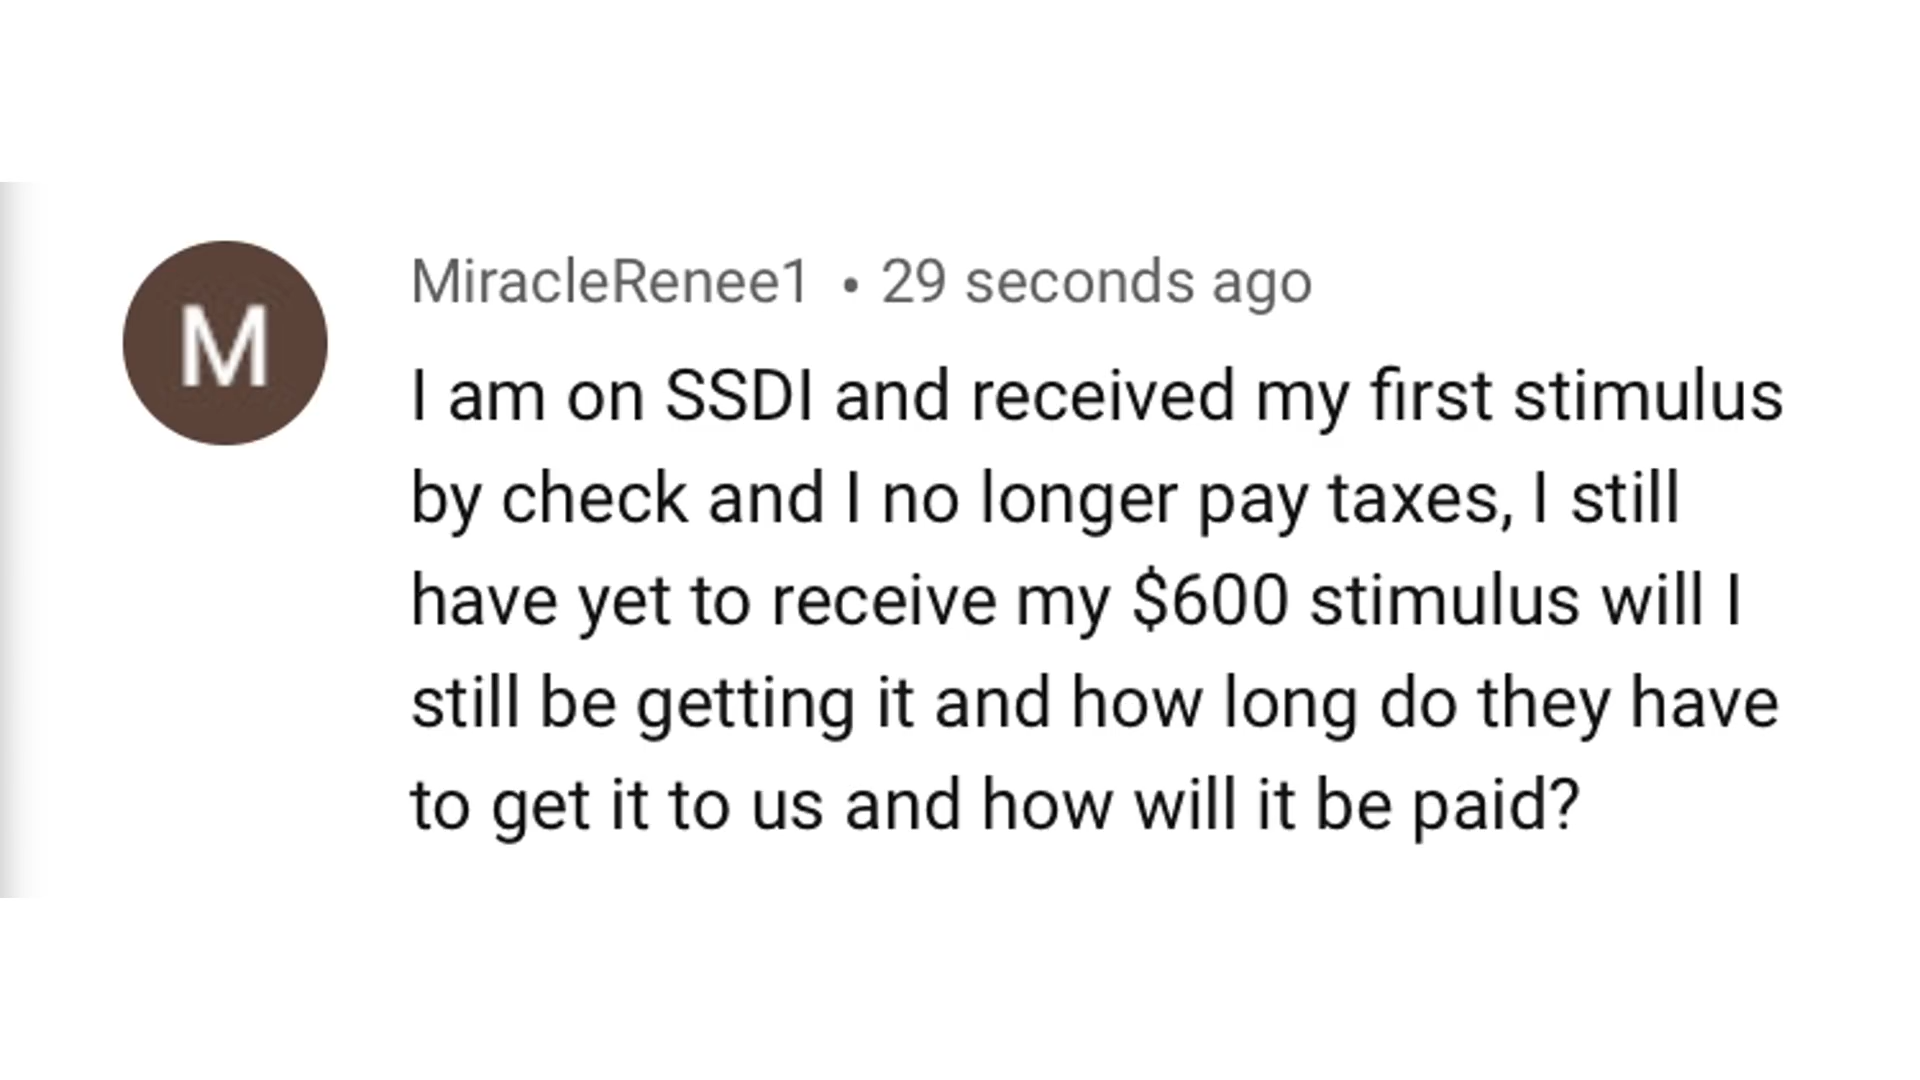 M
MiracleRenee1 • 29 seconds ago
I am on SSDI and received my first stimulus
by check and I no longer pay taxes, I still
have yet to receive my $600 stimulus will I
still be getting it and how long do they have
to get it to us and how will it be paid?